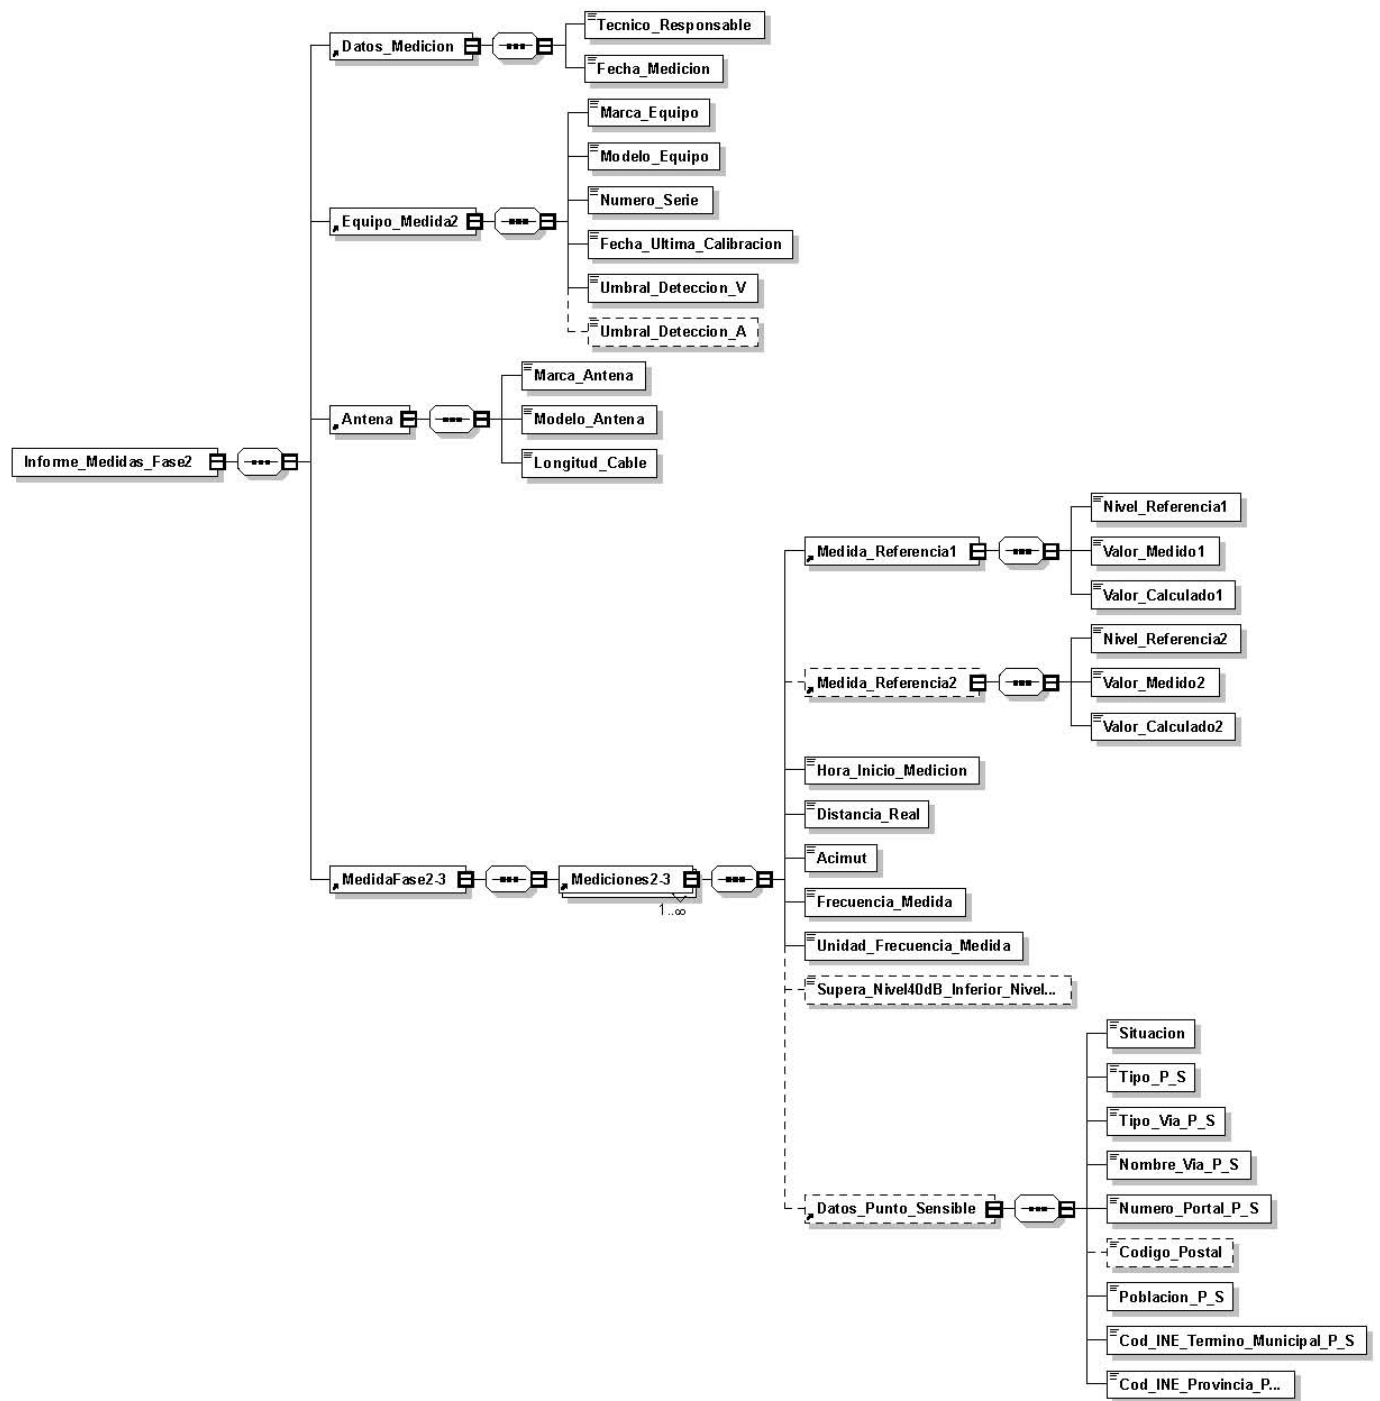 Tecnico_Responsable
Datos_Medicion
Fecha_Medicion
Marca_Equipo
Modelo_Equipo
Numero_Serie
Equipo_Medida2
Fecha_Ultima_Calibracion
Umbral_Deteccion_V
Umbral_Deteccion_A
Marca_Antena
Antena
Modelo_Antena
Informe_Medidas_Fase2
Longitud_Cable
Nivel_Referencia1
Medida_Referencia1
Valor_Medido1
Valor_Calculado1
Nivel_Referencia2
Medida_Referencia2
Valor_Medido2
Valor_Calculado2
Hora_Inicio_Medicion
Distancia_Real
Acimut
MedidaFase2-3
Mediciones2-3
1..∞
Frecuencia_Medida
Unidad_Frecuencia_Medida
Supera_Nivel40dB_Inferior_Nivel...
Situacion
Tipo_P_S
Tipo_Via_P_S
Nombre_Via_P_S
Datos_Punto_Sensible
Numero_Portal_P_S
Codigo_Postal
Poblacion_P_S
Cod_INE_Termino_Municipal_P_S
Cod_INE_Provincia_P...